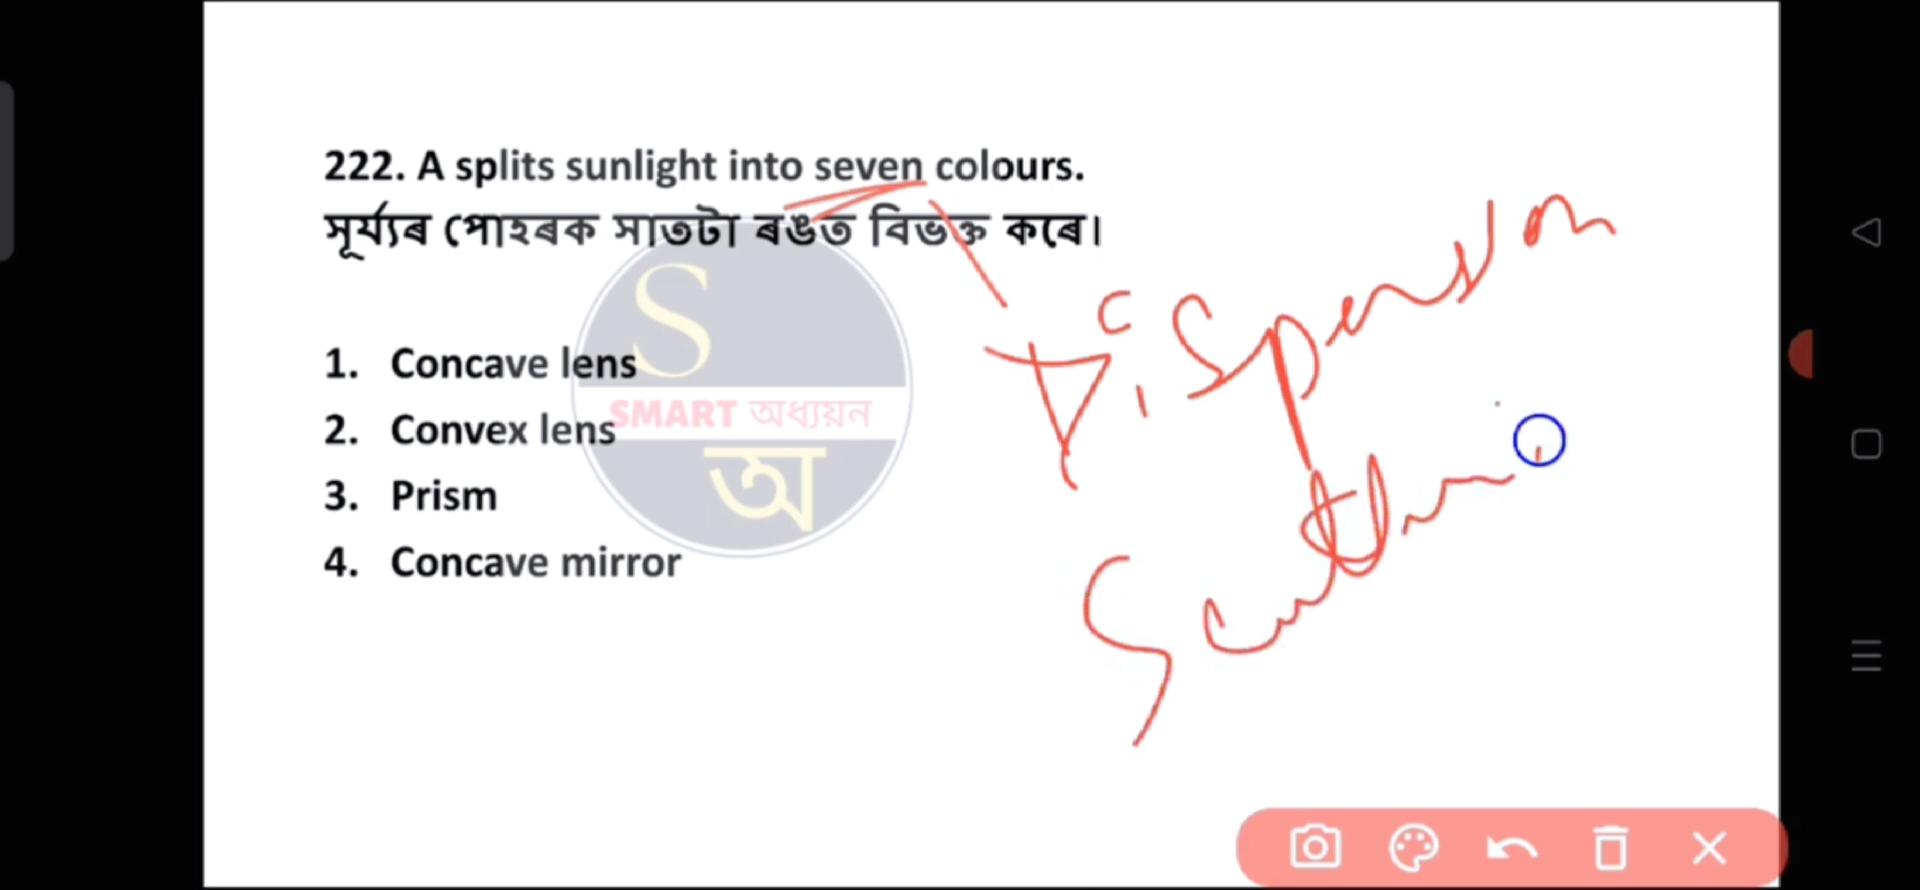 222. A splits sunlight into seven colours.
সূৰ্য্যৰ পোহৰক সাতটা ৰঙত বিভক্ত কৰে।
1. Concave lens
2. Convex lens
3. Prism
4. Concave mirror
S
SMART অধ্যয়ন
অ
Dispersion